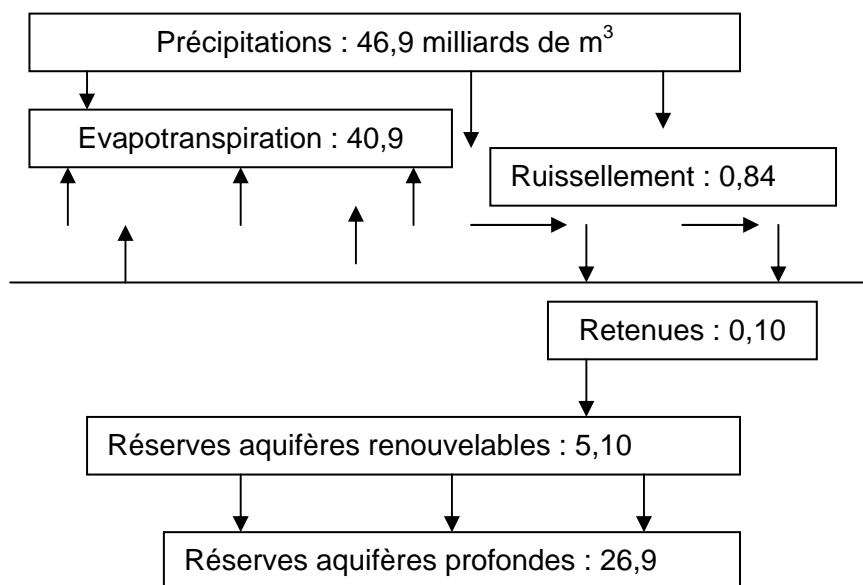 Précipitations : 46,9 milliards de m³
Evapotranspiration : 40,9
Ruissellement : 0,84
Retenues : 0,10
Réserves aquifères renouvelables : 5,10
Réserves aquifères profondes : 26,9